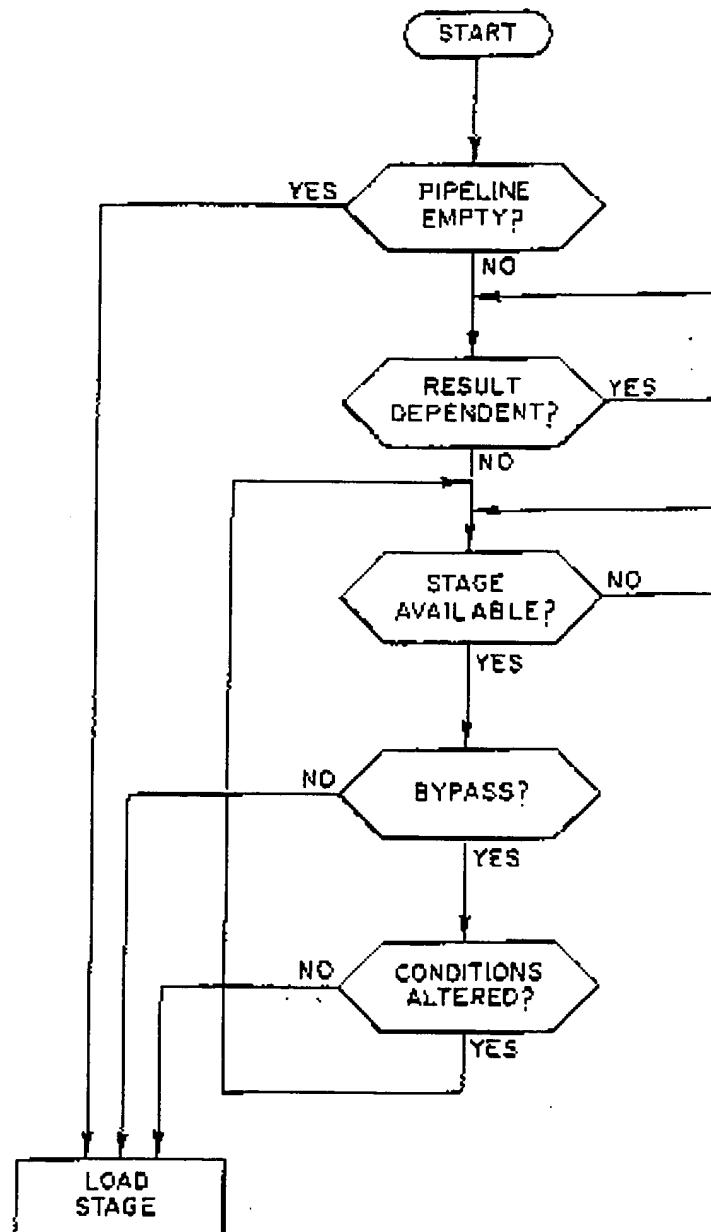 START
YES
PIPELINE
EMPTY?
NO
RESULT
DEPENDENT?
YES
NO
STAGE
AVAILABLE?
NO
YES
NO
BYPASS?
YES
NO
CONDITIONS
ALTERED?
YES
LOAD
STAGE